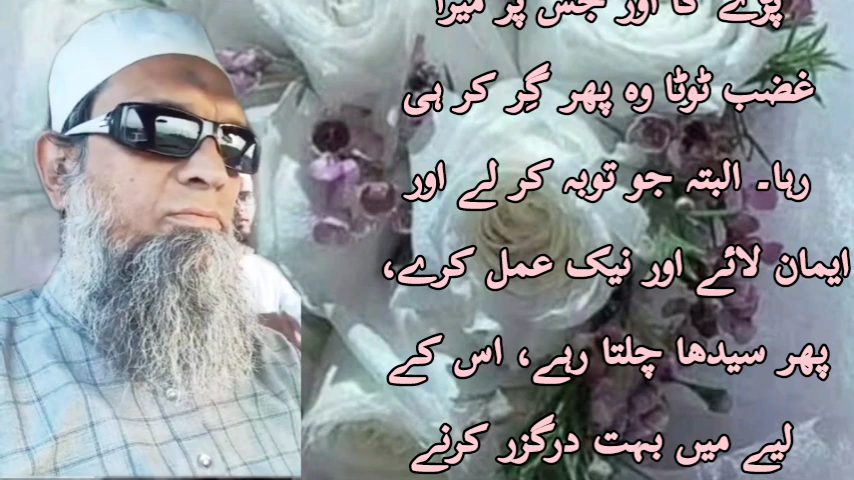 پڑے گا اور جس پر میرا
غضب ٹوٹا وہ پھر گِر کر ہی
رہا۔ البتہ جو توبہ کر لے اور
ایمان لائے اور نیک عمل کرے،
پھر سیدھا چلتا رہے، اس کے
لیے میں بہت درگزر کرنے